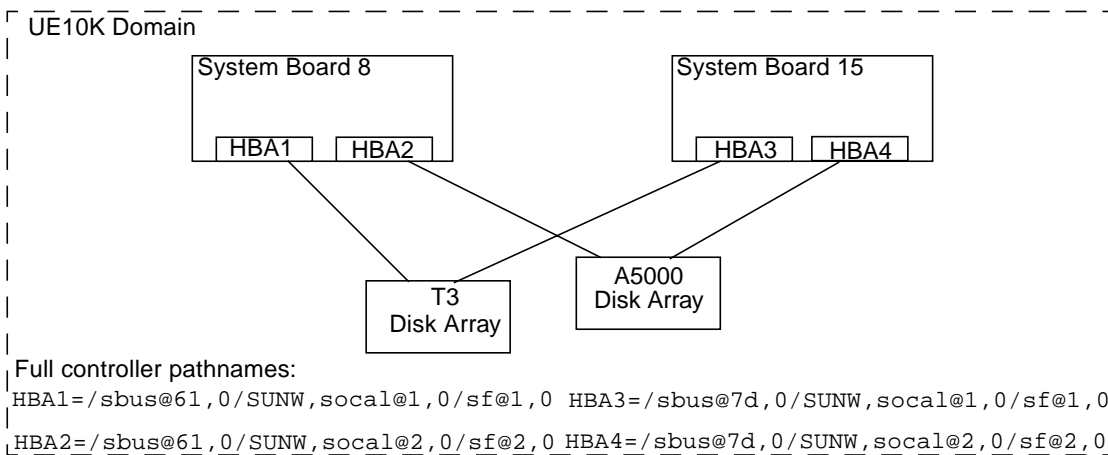 UE10K Domain
System Board 8
System Board 15
HBA1
HBA2
HBA3
HBA4
T3
Disk Array
A5000
Disk Array
Full controller pathnames:
HBA1=/sbus@61,0/SUNW,socal@1,0/sf@1,0 HBA3=/sbus@7d,0/SUNW,socal@1,0/sf@1,0
HBA2=/sbus@61,0/SUNW,socal@2,0/sf@2,0 HBA4=/sbus@7d,0/SUNW,socal@2,0/sf@2,0